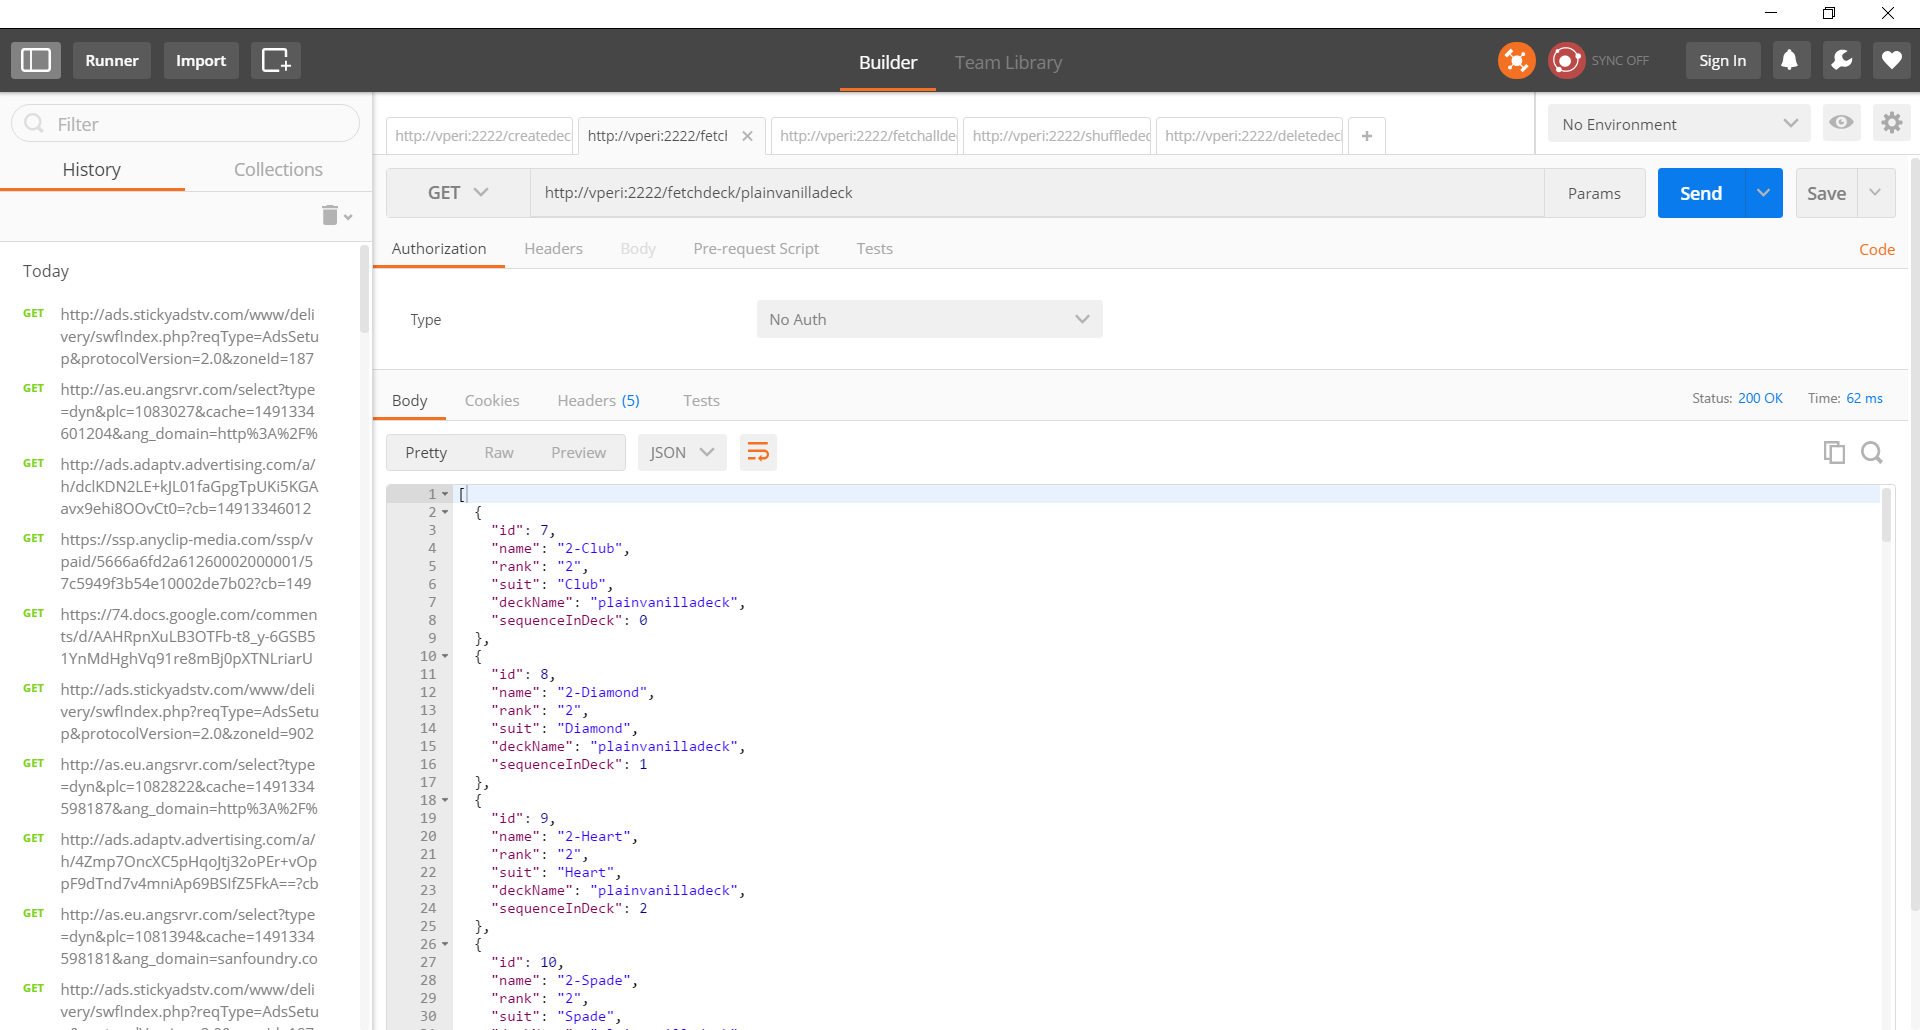 Runner
Import
Builder
Team Library
SYNC OFF
Sign In
Filter
History
Collections
Today
GET http://ads.stickyadstv.com/www/deli
very/swfIndex.php?reqType=AdsSetu
p&protocolVersion=2.0&zoneId=187
GET http://as.eu.angsrvr.com/select?type
=dyn&plc=1083027&cache=1491334
601204&ang_domain=http%3A%2F%
GET http://ads.adaptv.advertising.com/a/
h/dclKDN2LE+kJL01faGpgTpUKi5KGA
avx9ehi8OOvCt0=?cb=14913346012
GET https://ssp.anyclip-media.com/ssp/v
paid/5666a6fd2a61260002000001/5
7c5949f3b54e10002de7b02?cb=149
GET https://74.docs.google.com/commen
ts/d/AAHRpnXuLB3OTFb-t8_y-6GSB5
1YnMdHghVq91re8mBj0pXTNLriarU
GET http://ads.stickyadstv.com/www/deli
very/swfIndex.php?reqType=AdsSetu
p&protocolVersion=2.0&zoneId=902
GET http://as.eu.angsrvr.com/select?type
=dyn&plc=1082822&cache=1491334
598187&ang_domain=http%3A%2F%
GET http://ads.adaptv.advertising.com/a/
h/4Zmp7OncXC5pHqoJtj32oPEr+vOp
pF9dTnd7v4mniAp69BSIfZ5FkA==?cb
GET http://as.eu.angsrvr.com/select?type
=dyn&plc=1081394&cache=1491334
598181&ang_domain=sanfoundry.co
GET http://ads.stickyadstv.com/www/deli
very/swfIndex.php?reqType=AdsSetu
http://vperi:2222/createdec
http://vperi:2222/fetcl
http://vperi:2222/fetchallde
http://vperi:2222/shuffledec
http://vperi:2222/deletedec
No Environment
GET
http://vperi:2222/fetchdeck/plainvanilladeck
Params
Send
Save
Authorization
Headers
Body
Pre-request Script
Tests
Code
Type
No Auth
Body
Cookies
Headers (5)
Tests
Status: 200 OK
Time: 62 ms
Pretty
Raw
Preview
JSON
1 [
2 {
3 "id": 7,
4 "name": "2-Club",
5 "rank": "2",
6 "suit": "Club",
7 "deckName": "plainvanilladeck",
8 "sequenceInDeck": 0
9 },
10 {
11 "id": 8,
12 "name": "2-Diamond",
13 "rank": "2",
14 "suit": "Diamond",
15 "deckName": "plainvanilladeck",
16 "sequenceInDeck": 1
17 },
18 {
19 "id": 9,
20 "name": "2-Heart",
21 "rank": "2",
22 "suit": "Heart",
23 "deckName": "plainvanilladeck",
24 "sequenceInDeck": 2
25 },
26 {
27 "id": 10,
28 "name": "2-Spade",
29 "rank": "2",
30 "suit": "Spade",